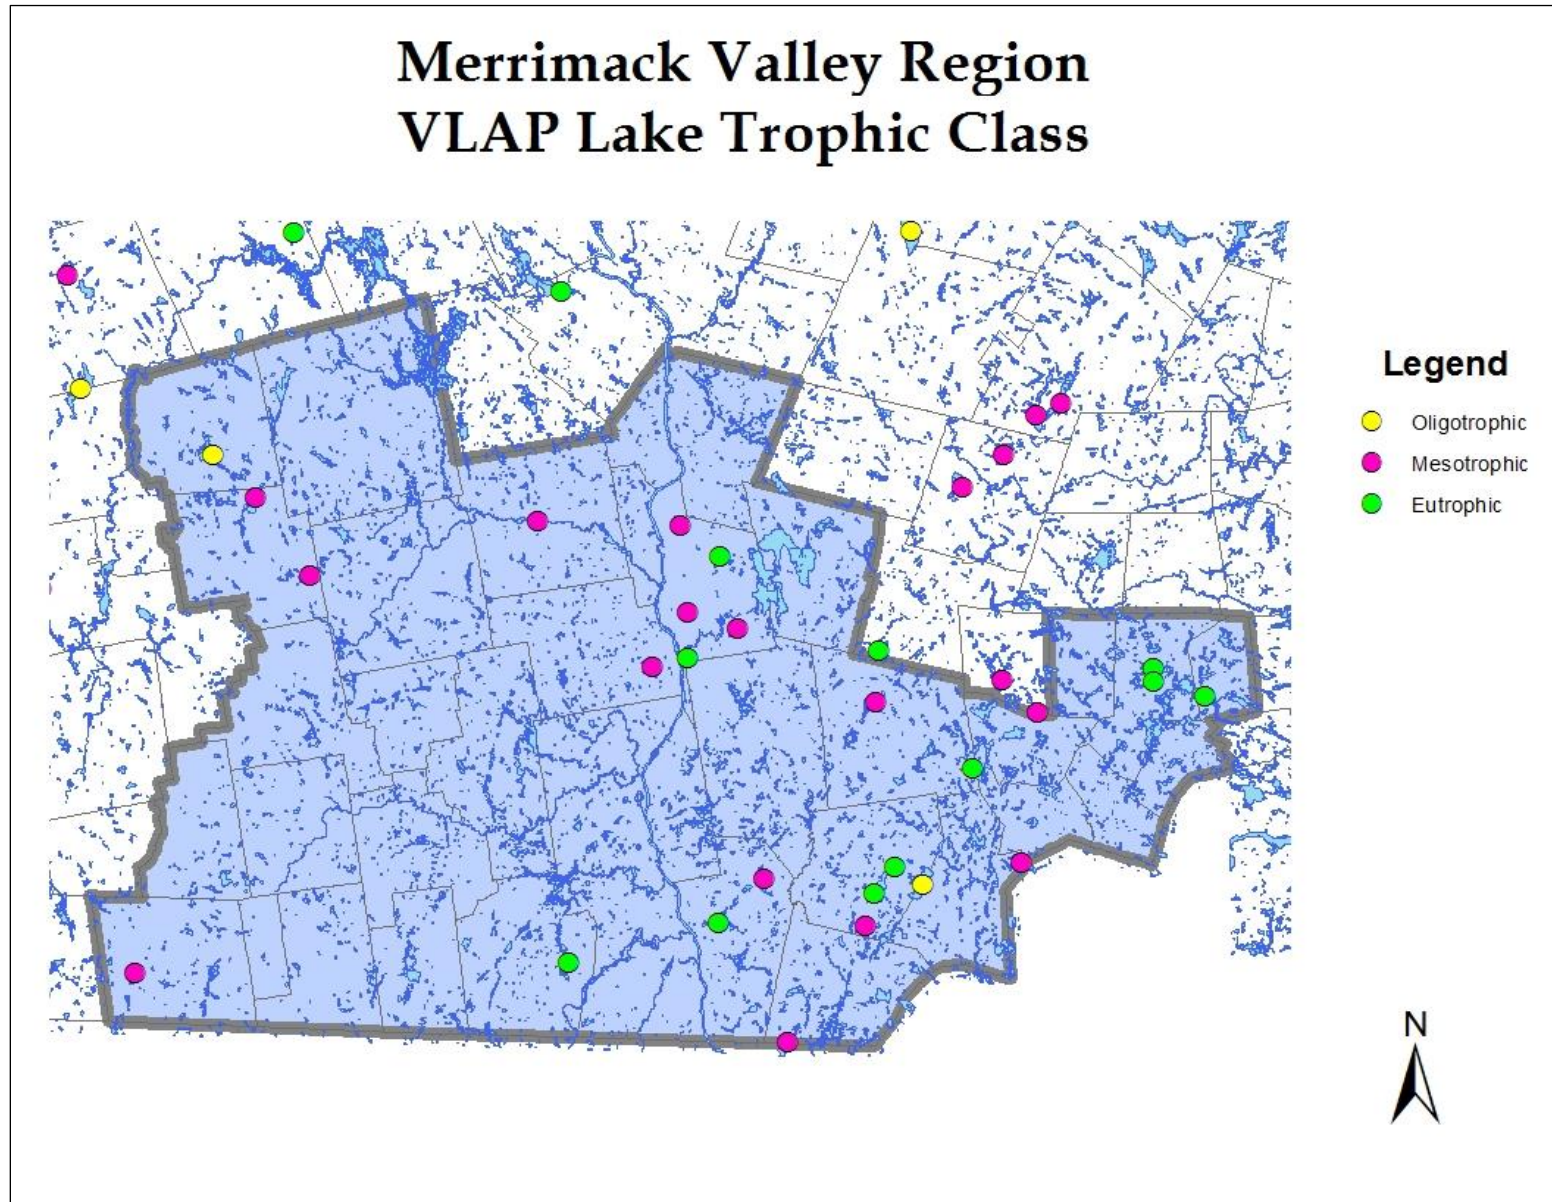 Merrimack Valley Region
VLAP Lake Trophic Class
Legend
Oligotrophic
Mesotrophic
Eutrophic
N